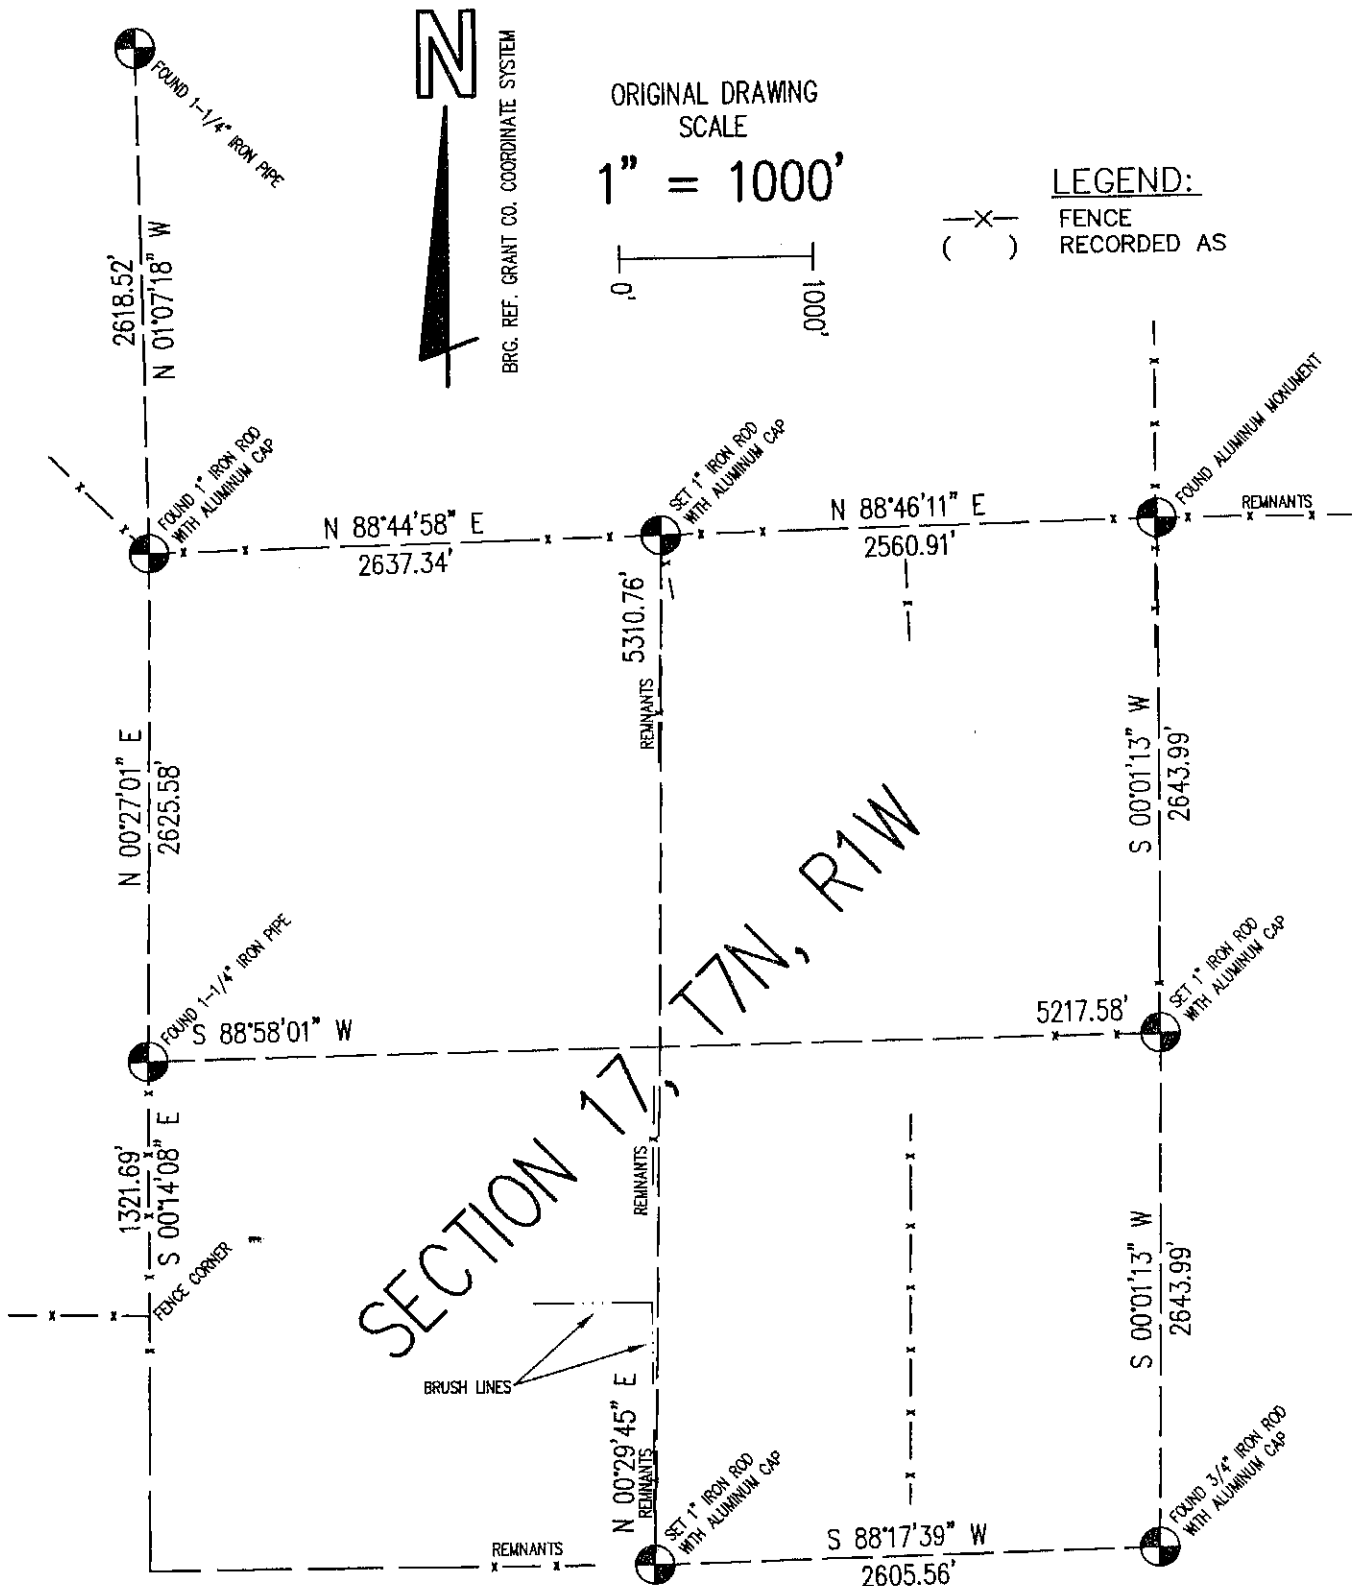 N
BRG. REF. GRANT CO. COORDINATE SYSTEM
ORIGINAL DRAWING
SCALE
1" = 1000'
0'
1000'
LEGEND:
—x— FENCE
( ) RECORDED AS
FOUND 1-1/4" IRON PIPE
2618.52'
N 01°07'18" W
FOUND 1" IRON ROD
WITH ALUMINUM CAP
N 88°44'58" E
2637.34'
SET 1" IRON ROD
WITH ALUMINUM CAP
N 88°46'11" E
2560.91'
FOUND ALUMINUM MONUMENT
REMNANTS
5310.76'
REMNANTS
N 00°27'01" E
2625.58'
S 00°01'13" W
2643.99'
FOUND 1-1/4" IRON PIPE
S 88°58'01" W
5217.58'
SET 1" IRON ROD
WITH ALUMINUM CAP
SECTION 17, T7N, R1W
1321.69'
S 00°14'08" E
REMNANTS
FENCE CORNER
S 00°01'13" W
2643.99'
BRUSH LINES
N 00°29'45" E
REMNANTS
SET 1" IRON ROD
WITH ALUMINUM CAP
REMNANTS
S 88°17'39" W
2605.56'
FOUND 3/4" IRON ROD
WITH ALUMINUM CAP